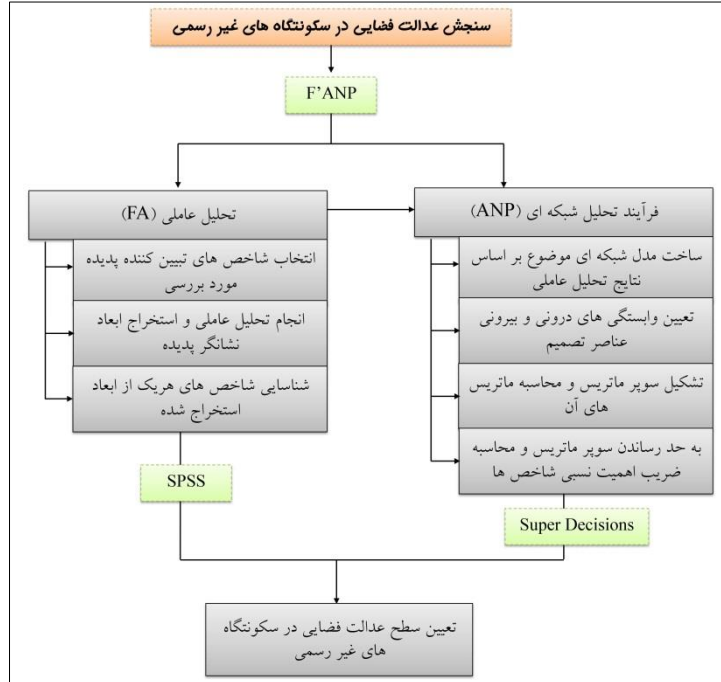 سنجش عدالت فضایی در سکونتگاه های غیر رسمی
F'ANP
تحلیل عاملی (FA)
انتخاب شاخص های تبیین کننده پدیده
مورد بررسی
انجام تحلیل عاملی و استخراج ابعاد
نشانگر پدیده
شناسایی شاخص های هریک از ابعاد
استخراج شده
SPSS
فرآیند تحلیل شبکه ای (ANP)
ساخت مدل شبکه ای موضوع بر اساس
نتایج تحلیل عاملی
تعیین وابستگی های درونی و بیرونی
عناصر تصمیم
تشکیل سوپر ماتریس و محاسبه ماتریس
های آن
به حد رساندن سوپر ماتریس و محاسبه
ضریب اهمیت نسبی شاخص ها
Super Decisions
تعیین سطح عدالت فضایی در سکونتگاه
های غیر رسمی